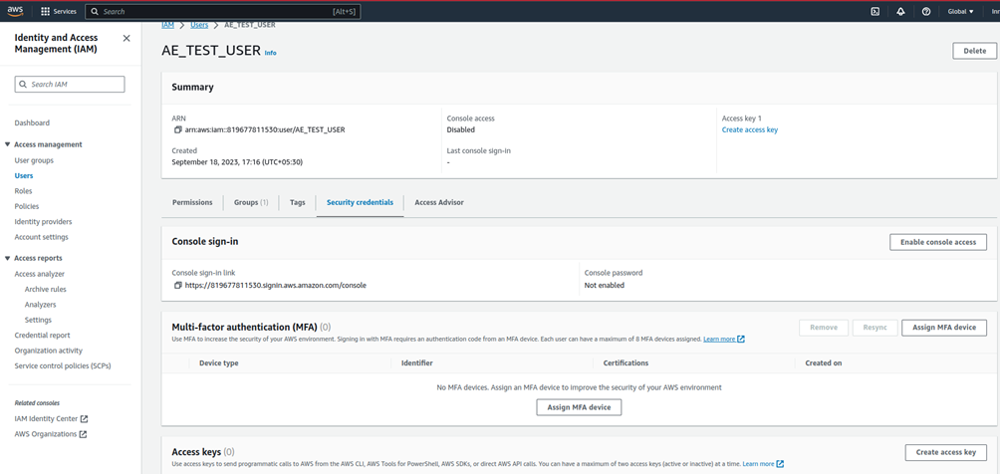 aws
Services
Search
[Alt+S]
Global
IAM > Users > AE_TEST_USER
Identity and Access Management (IAM)
Search IAM
Dashboard
Access management
User groups
Users
Roles
Policies
Identity providers
Account settings
Access reports
Access analyzer
Archive rules
Analyzers
Settings
Credential report
Organization activity
Service control policies (SCPs)
Related consoles
IAM Identity Center
AWS Organizations
AE_TEST_USER Info
Delete
Summary
ARN
arn:aws:iam::819677811530:user/AE_TEST_USER
Console access
Disabled
Access key 1
Create access key
Created
September 18, 2023, 17:16 (UTC+05:30)
Last console sign-in
-
Permissions
Groups (1)
Tags
Security credentials
Access Advisor
Console sign-in
Enable console access
Console sign-in link
https://819677811530.signin.aws.amazon.com/console
Console password
Not enabled
Multi-factor authentication (MFA) (0)
Remove
Resync
Assign MFA device
Use MFA to increase the security of your AWS environment. Signing in with MFA requires an authentication code from an MFA device. Each user can have a maximum of 8 MFA devices assigned. Learn more
Device type
Identifier
Certifications
Created on
No MFA devices. Assign an MFA device to improve the security of your AWS environment
Assign MFA device
Access keys (0)
Create access key
Use access keys to send programmatic calls to AWS from the AWS CLI, AWS Tools for PowerShell, AWS SDKs, or direct AWS API calls. You can have a maximum of two access keys (active or inactive) at a time. Learn more